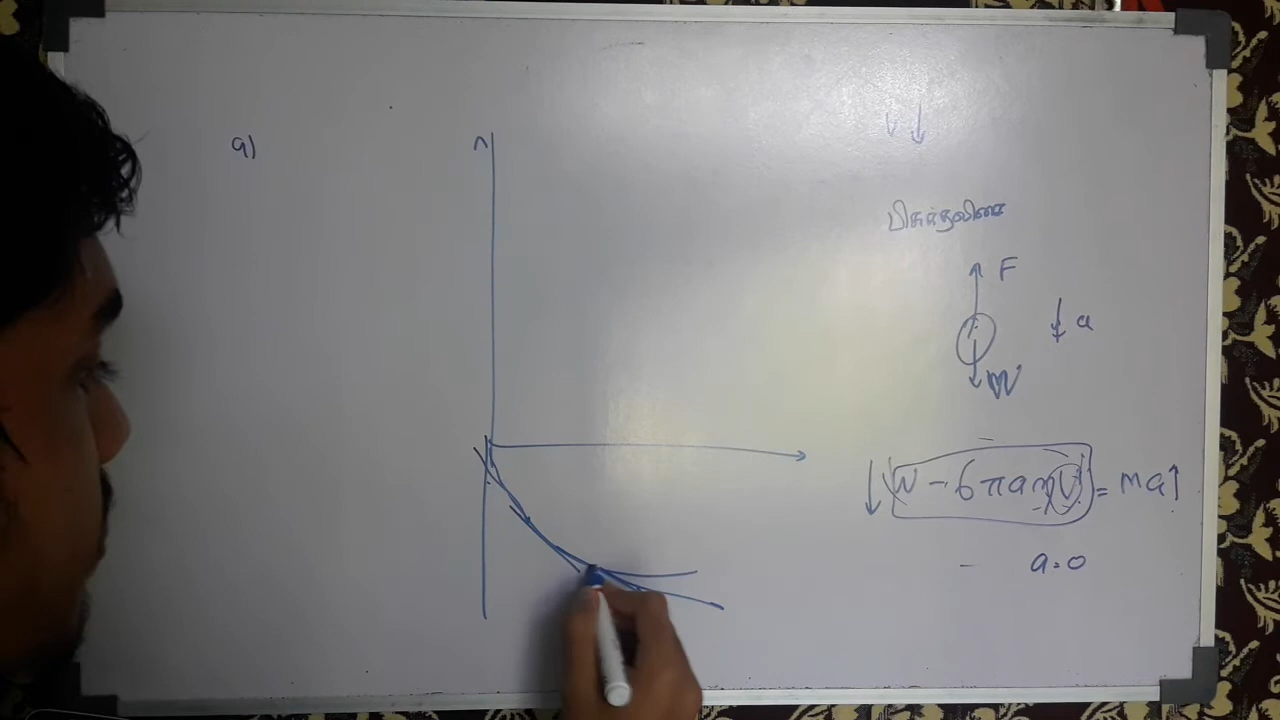 a)
V ↓
பிசுக்குவிசை
F
↓ a
W
↓ W - 6πaηV = ma↑
a=0